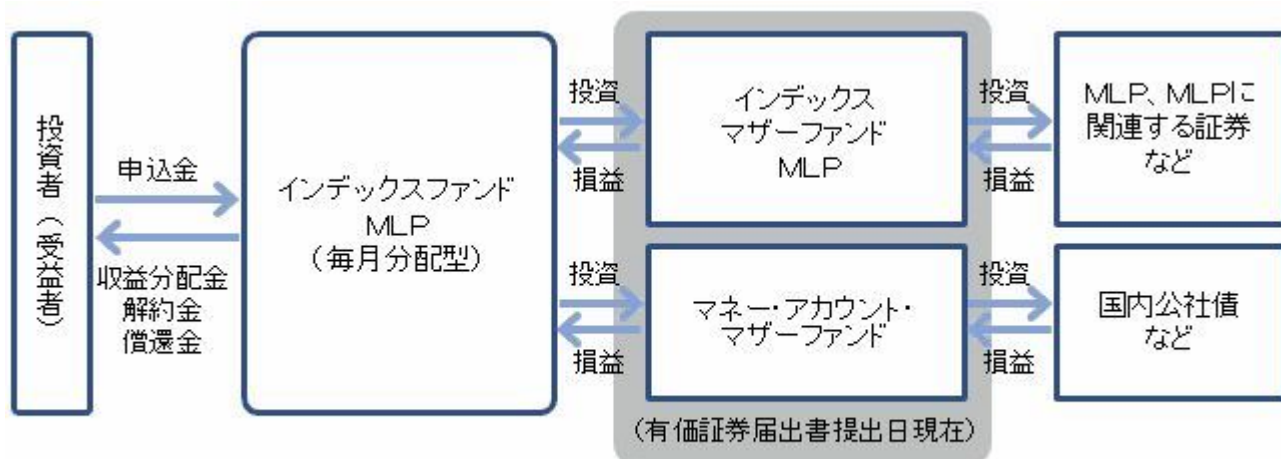 投資者（受益者）
申込金
収益分配金
解約金
償還金
インデックスファンド
MLP
（毎月分配型）
投資
損益
投資
損益
インデックス
マザーファンド
MLP
マネー・アカウント・
マザーファンド
（有価証券届出書提出日現在）
投資
損益
投資
損益
MLP、MLPに
関連する証券
など
国内公社債
など